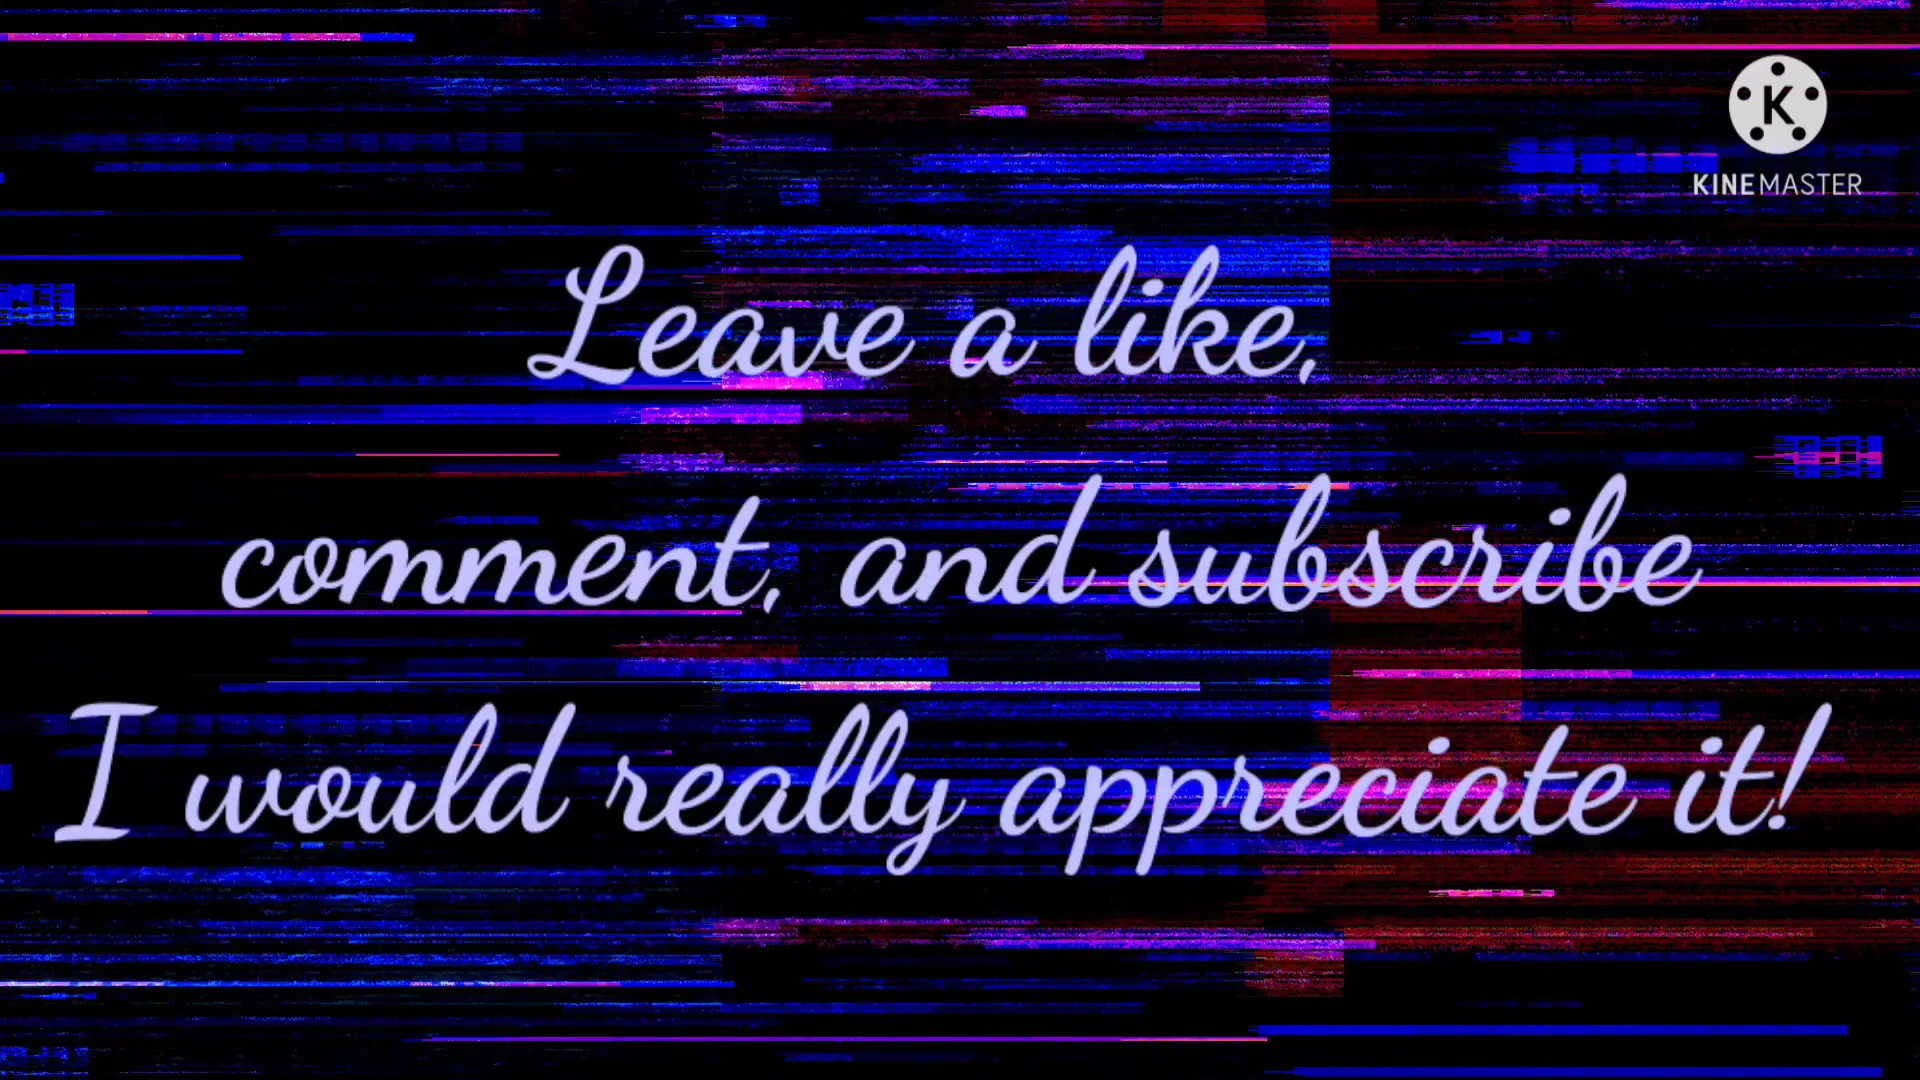 K
KINEMASTER
Leave a like,
comment, and subscribe
I would really appreciate it!